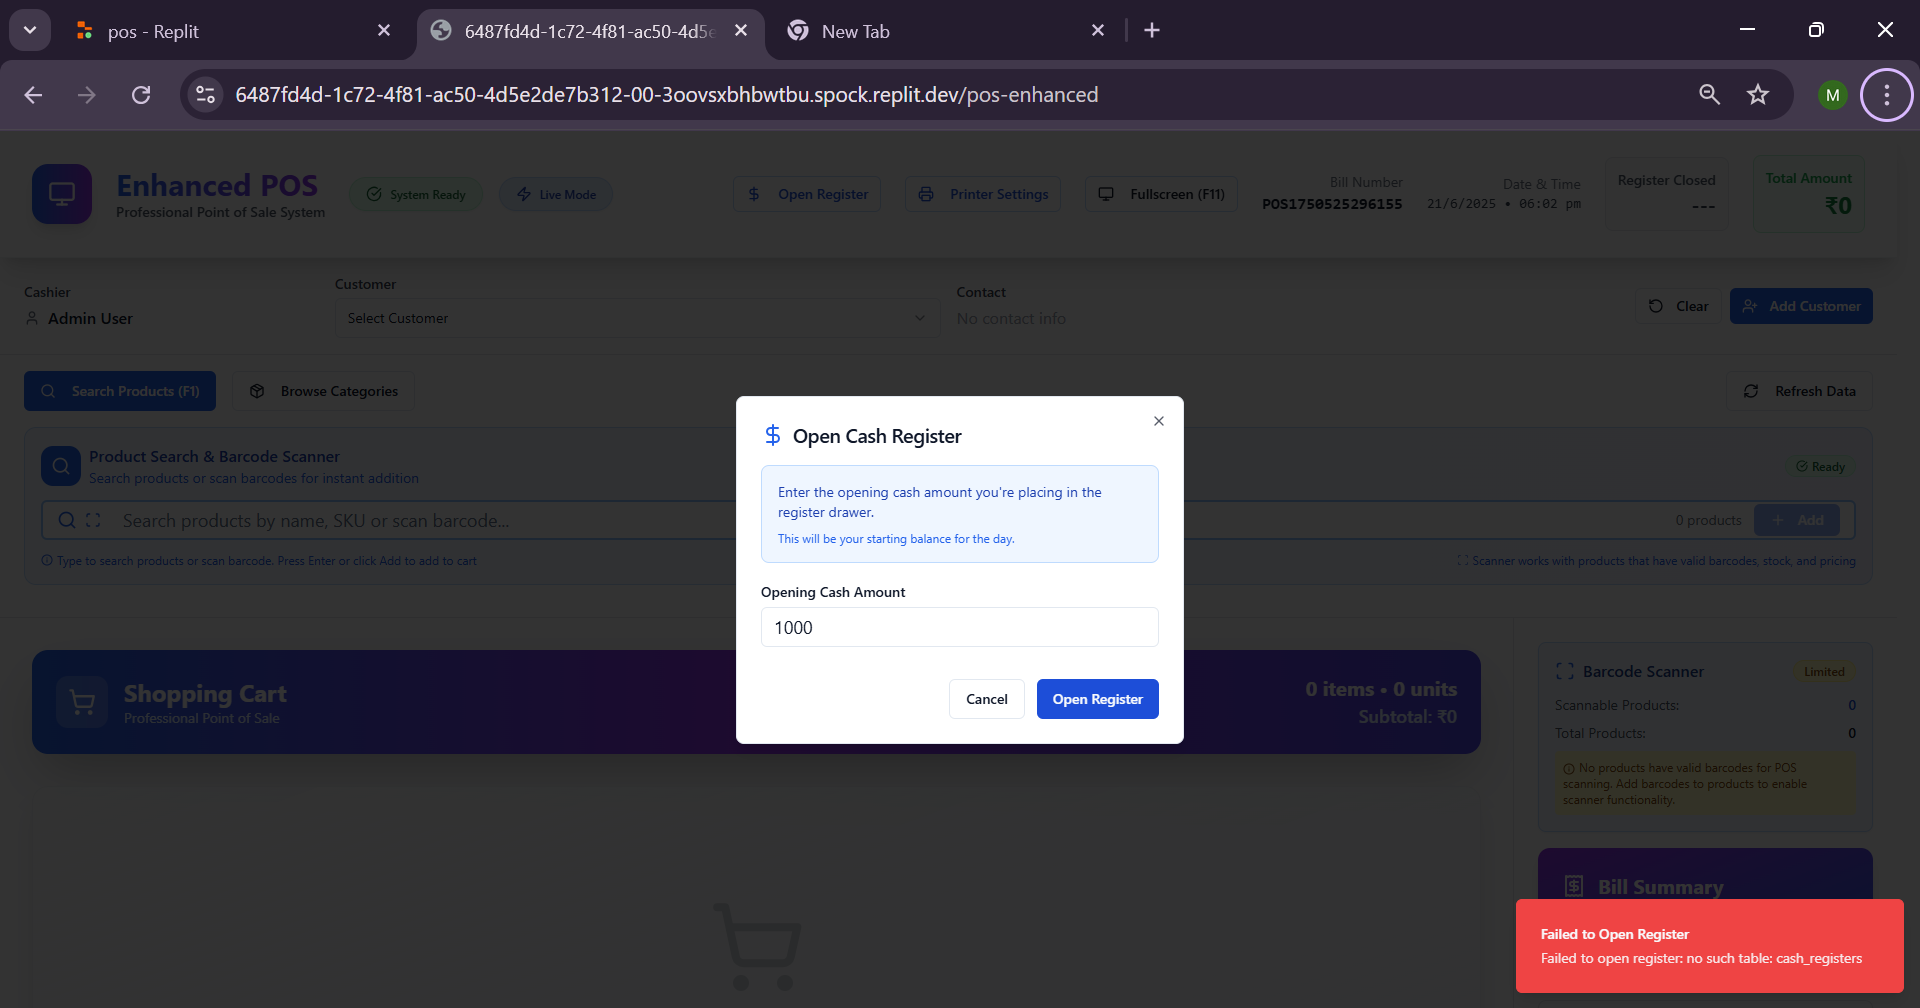 pos - Replit
6487fd4d-1c72-4f81-ac50-4d5e
New Tab
6487fd4d-1c72-4f81-ac50-4d5e2de7b312-00-3oovsxbhbwtbu.spock.replit.dev/pos-enhanced
M
Enhanced POS
Professional Point of Sale System
System Ready
Live Mode
Open Register
Printer Settings
Fullscreen (F11)
Bill Number
POS1750525296155
Date & Time
21/6/2025 • 06:02 pm
Register Closed
---
Total Amount
₹0
Cashier
Admin User
Customer
Select Customer
Contact
No contact info
Clear
Add Customer
Search Products (F1)
Browse Categories
Refresh Data
Product Search & Barcode Scanner
Search products or scan barcodes for instant addition
Ready
Search products by name, SKU or scan barcode...
0 products
+ Add
Type to search products or scan barcode. Press Enter or click Add to add to cart
Scanner works with products that have valid barcodes, stock, and pricing
Open Cash Register
Enter the opening cash amount you're placing in the
register drawer.
This will be your starting balance for the day.
Opening Cash Amount
1000
Cancel
Open Register
Shopping Cart
Professional Point of Sale
0 items • 0 units
Subtotal: ₹0
Barcode Scanner
Limited
Scannable Products:
0
Total Products:
0
No products have valid barcodes for POS
scanning. Add barcodes to products to enable
scanner functionality.
Bill Summary
Failed to Open Register
Failed to open register: no such table: cash_registers